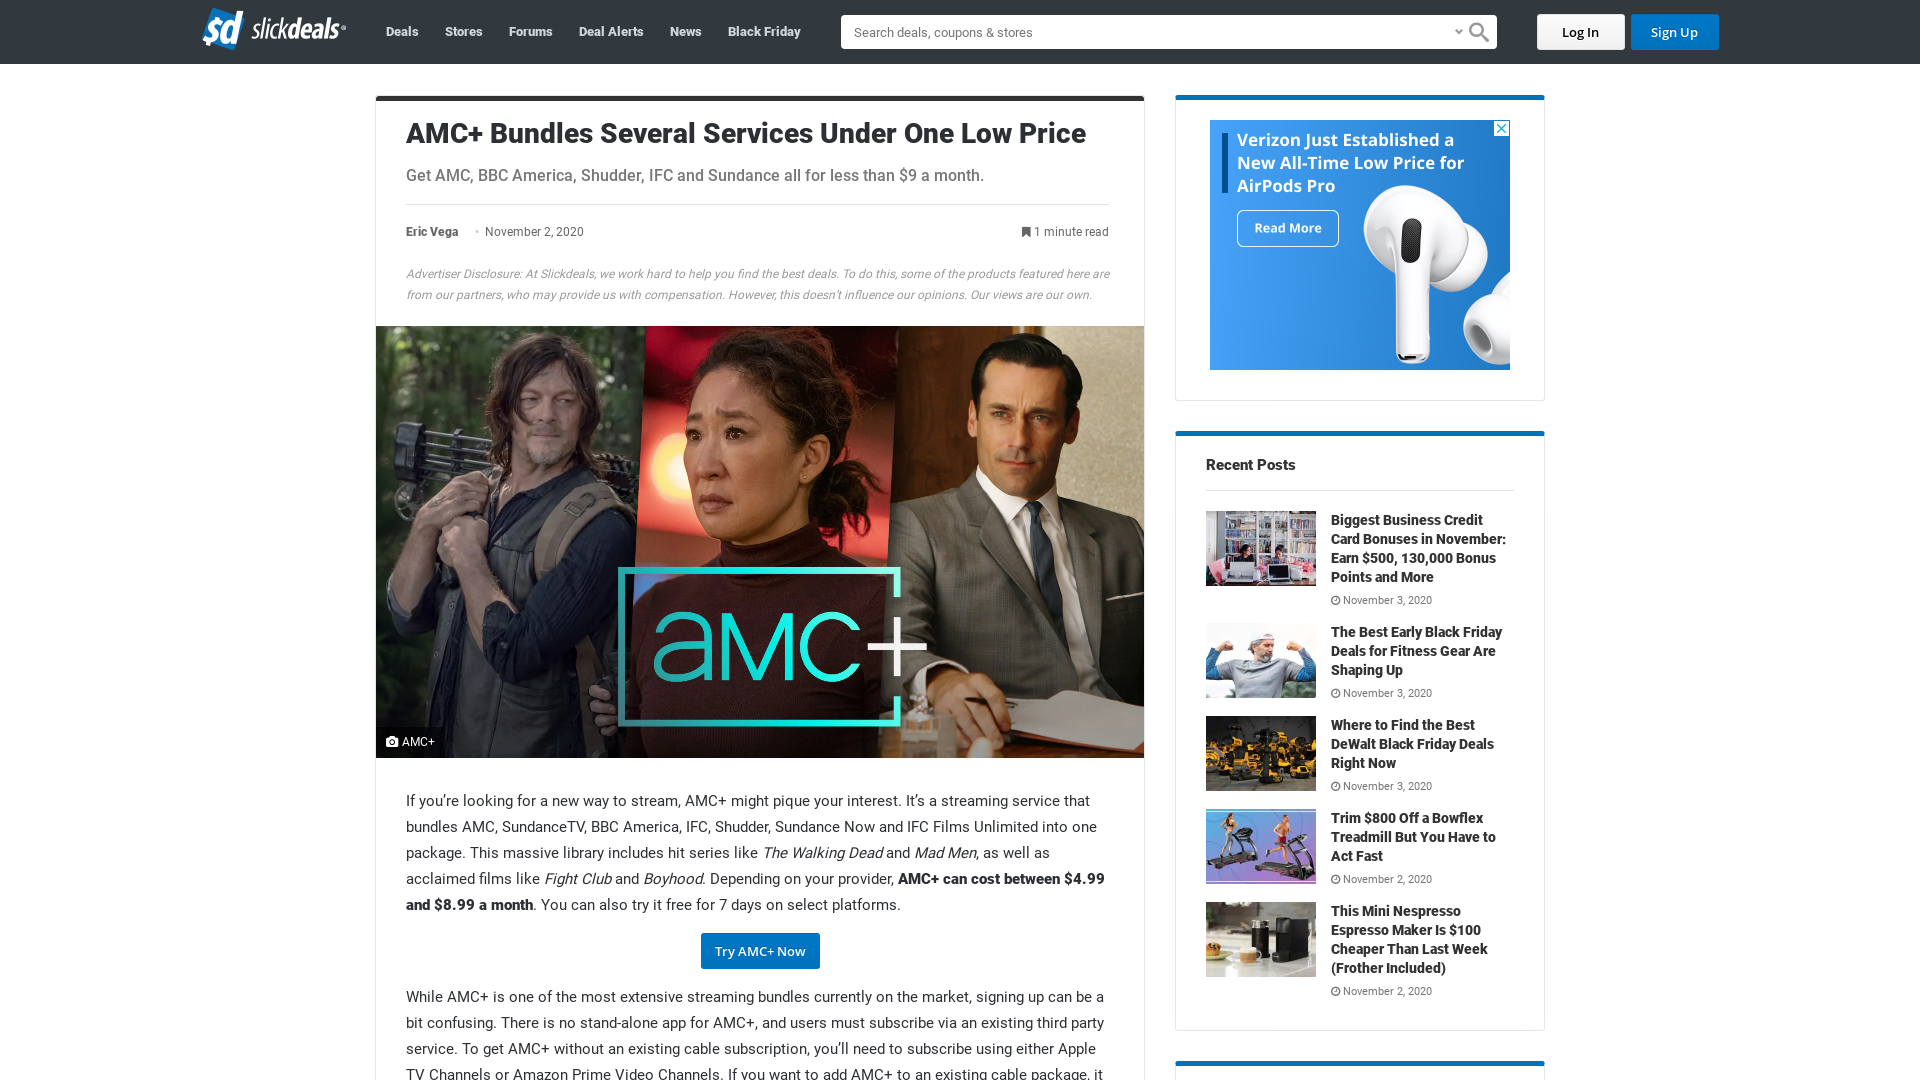 $d slickdeals
Deals
Stores
Forums
Deal Alerts
News
Black Friday
Search deals, coupons & stores
Log In
Sign Up
AMC+ Bundles Several Services Under One Low Price
Get AMC, BBC America, Shudder, IFC and Sundance all for less than $9 a month.
Eric Vega • November 2, 2020
1 minute read
Advertiser Disclosure: At Slickdeals, we work hard to help you find the best deals. To do this, some of the products featured here are
from our partners, who may provide us with compensation. However, this doesn’t influence our opinions. Our views are our own.
aMC+
AMC+
If you’re looking for a new way to stream, AMC+ might pique your interest. It’s a streaming service that
bundles AMC, SundanceTV, BBC America, IFC, Shudder, Sundance Now and IFC Films Unlimited into one
package. This massive library includes hit series like The Walking Dead and Mad Men, as well as
acclaimed films like Fight Club and Boyhood. Depending on your provider, AMC+ can cost between $4.99
and $8.99 a month. You can also try it free for 7 days on select platforms.
Try AMC+ Now
While AMC+ is one of the most extensive streaming bundles currently on the market, signing up can be a
bit confusing. There is no stand-alone app for AMC+, and users must subscribe via an existing third party
service. To get AMC+ without an existing cable subscription, you’ll need to subscribe using either Apple
TV Channels or Amazon Prime Video Channels. If you want to add AMC+ to an existing cable package, it
Verizon Just Established a
New All-Time Low Price for
AirPods Pro
Read More
Recent Posts
Biggest Business Credit
Card Bonuses in November:
Earn $500, 130,000 Bonus
Points and More
November 3, 2020
The Best Early Black Friday
Deals for Fitness Gear Are
Shaping Up
November 3, 2020
Where to Find the Best
DeWalt Black Friday Deals
Right Now
November 3, 2020
Trim $800 Off a Bowflex
Treadmill But You Have to
Act Fast
November 2, 2020
This Mini Nespresso
Espresso Maker Is $100
Cheaper Than Last Week
(Frother Included)
November 2, 2020